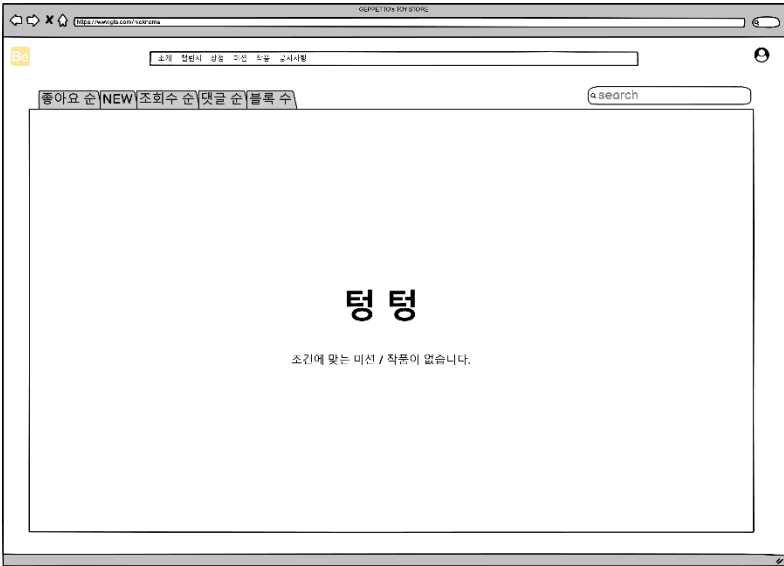 GEPPETTO's TOY STORE
Be
소개 챌린지 상점 미션 작품 공지사항
좋아요 순 NEW 조회수 순 댓글 순 블록 수
search
텅 텅
조건에 맞는 미션 / 작품이 없습니다.